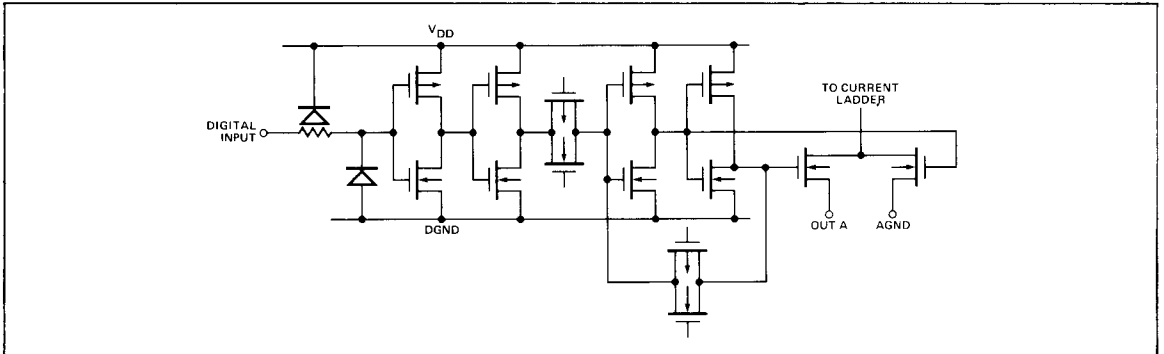 V_DD
TO CURRENT
LADDER
DIGITAL
INPUT
DGND
OUT A
AGND